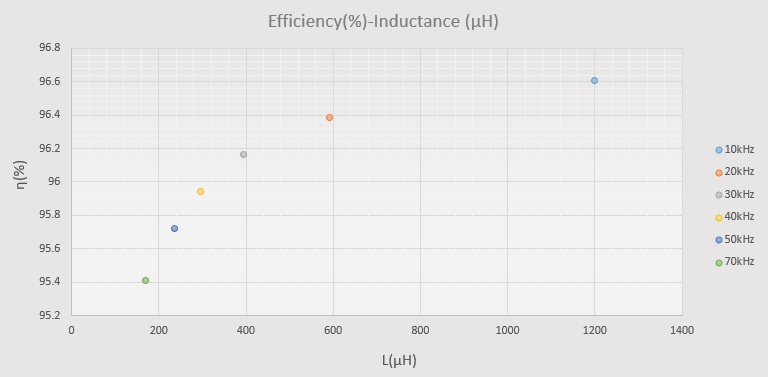 Efficiency(%)-Inductance (µH)
96.8
96.6
96.4
96.2
96
95.8
95.6
95.4
95.2
η(%)
0 200 400 600 800 1000 1200 1400
L(µH)
10kHz
20kHz
30kHz
40kHz
50kHz
70kHz